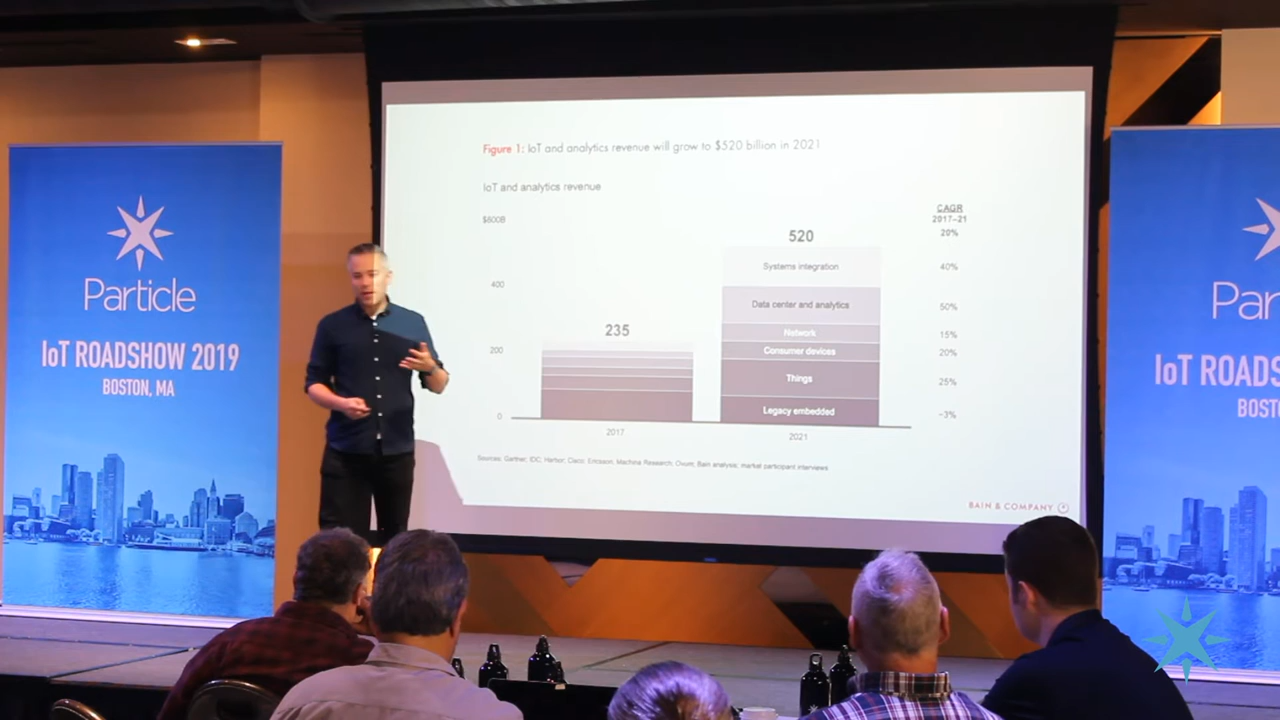 Particle
IoT ROADSHOW 2019
BOSTON, MA
Figure 1: IoT and analytics revenue will grow to $520 billion in 2021
IoT and analytics revenue
$600B
400
200
0
235
2017
520
Systems integration
Data center and analytics
Network
Consumer devices
Things
Legacy embedded
2021
CAGR
2017–21
20%
40%
50%
15%
20%
25%
–3%
Sources: Gartner; IDC; Harbor; Cisco; Ericsson; Machina Research; Ovum; Bain analysis; market participant interviews
BAIN & COMPANY
Par
IoT ROADS
BOST